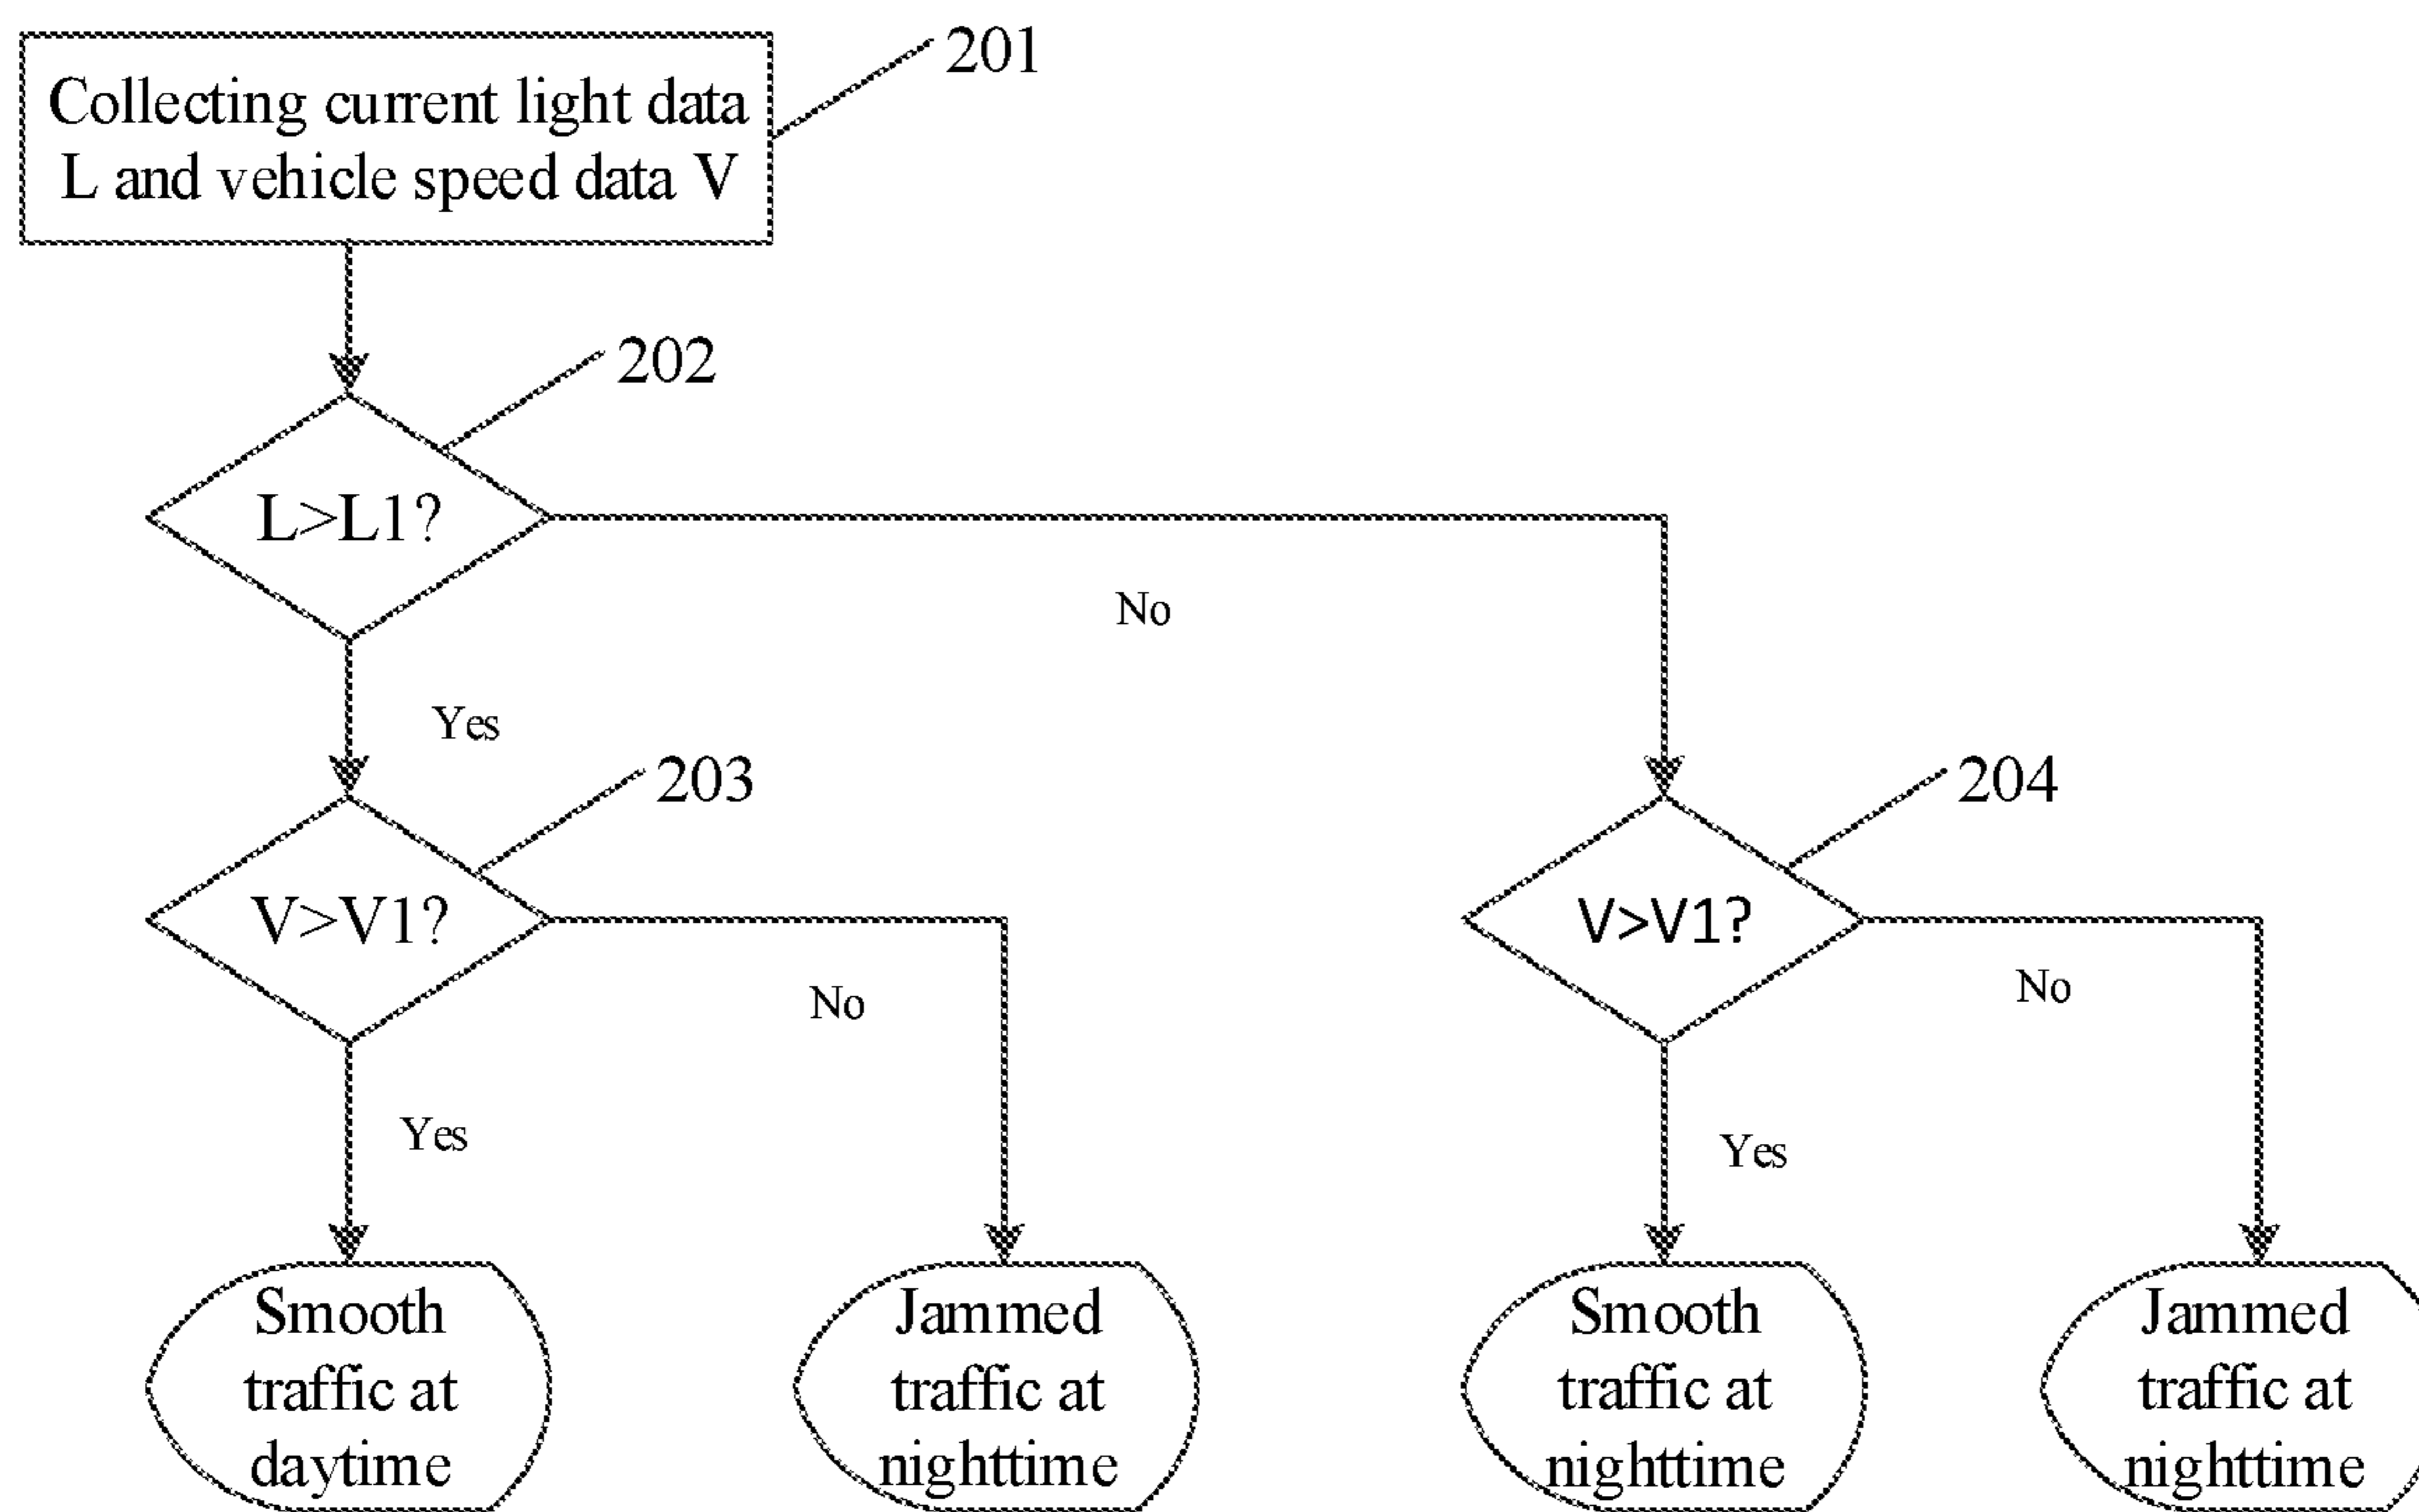 Collecting current light data
L and vehicle speed data V
201
202
L>L1?
No
Yes
203
204
V>V1?
V>V1?
No
No
Yes
Yes
Smooth
traffic at
daytime
Jammed
traffic at
nighttime
Smooth
traffic at
nighttime
Jammed
traffic at
nighttime